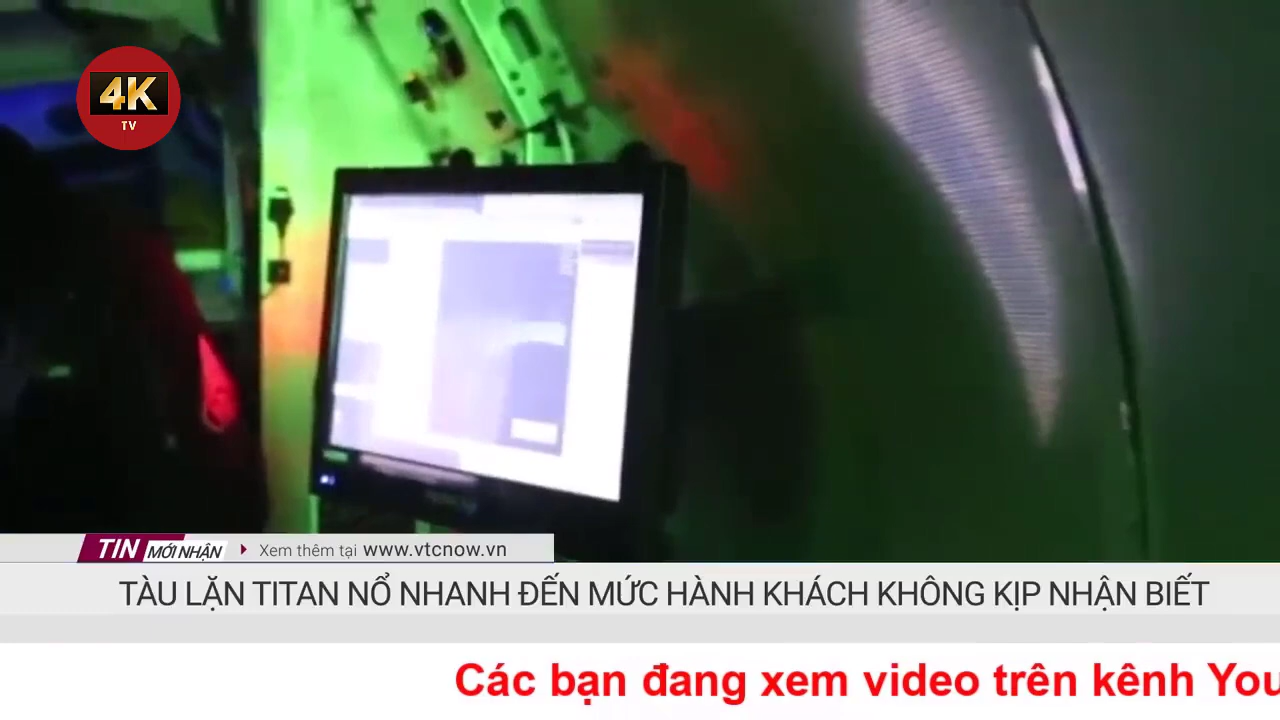 4K
TV
TIN MỚI NHẬN Xem thêm tại www.vtcnow.vn
TÀU LẶN TITAN NỔ NHANH ĐẾN MỨC HÀNH KHÁCH KHÔNG KỊP NHẬN BIẾT
Các bạn đang xem video trên kênh You